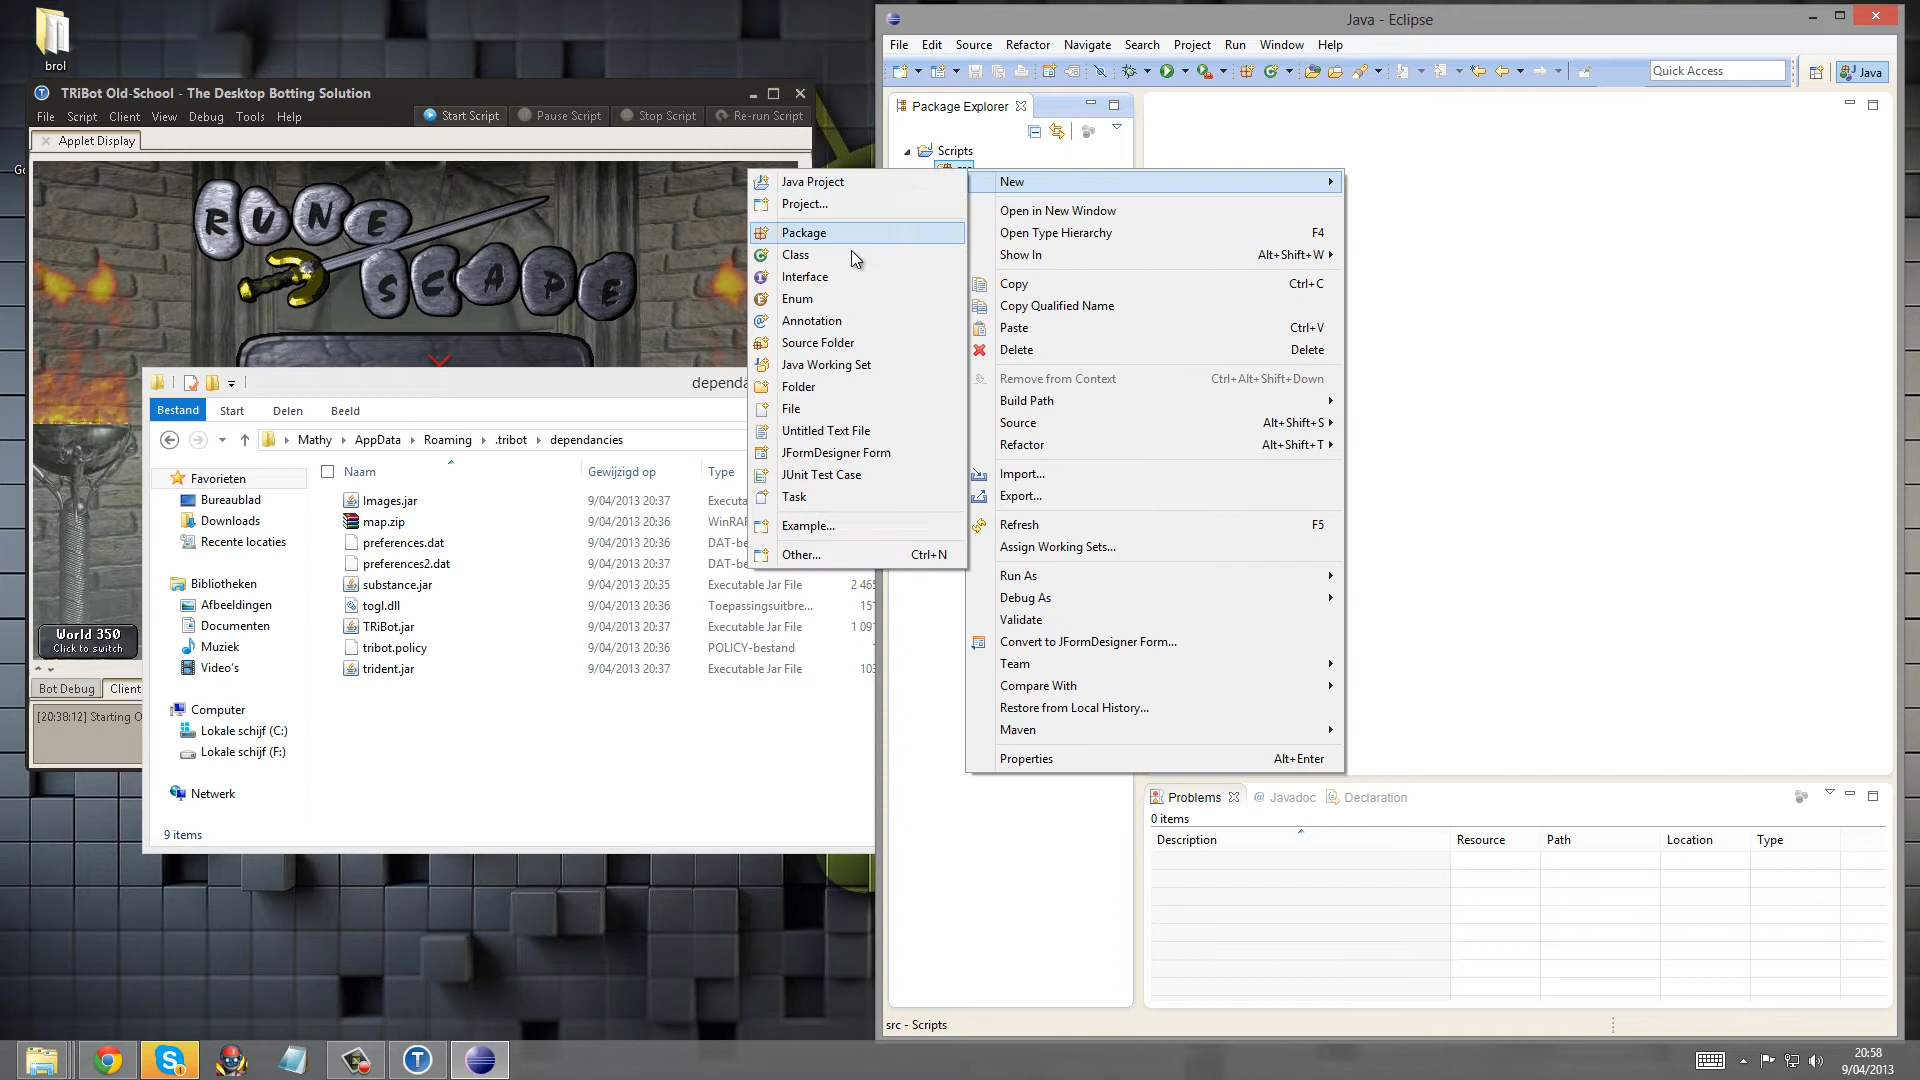 brol
Go
TRiBot Old-School - The Desktop Botting Solution
File Script Client View Debug Tools Help
Start Script Pause Script Stop Script Re-run Script
Applet Display
RUNE
SCAPE
World 350
Click to switch
Bot Debug Client
[20:38:12] Starting O
Bestand Start Delen Beeld
Mathy AppData Roaming .tribot dependancies
Favorieten
Bureaublad
Downloads
Recente locaties
Bibliotheken
Afbeeldingen
Documenten
Muziek
Video's
Computer
Lokale schijf (C:)
Lokale schijf (F:)
Netwerk
9 items
Naam Gewijzigd op Type
Images.jar 9/04/2013 20:37 Executa
map.zip 9/04/2013 20:36 WinRAF
preferences.dat 9/04/2013 20:36 DAT-be
preferences2.dat 9/04/2013 20:37 DAT-be
substance.jar 9/04/2013 20:35 Executable Jar File 2 465
togl.dll 9/04/2013 20:36 Toepassingsuitbre... 151
TRiBot.jar 9/04/2013 20:37 Executable Jar File 1 091
tribot.policy 9/04/2013 20:36 POLICY-bestand
trident.jar 9/04/2013 20:37 Executable Jar File 103
Java Project
Project...
Package
Class
Interface
Enum
Annotation
Source Folder
Java Working Set
Folder
File
Untitled Text File
JFormDesigner Form
JUnit Test Case
Task
Example...
Other... Ctrl+N
Java - Eclipse
File Edit Source Refactor Navigate Search Project Run Window Help
Quick Access
Java
Package Explorer
Scripts
New
Open in New Window
Open Type Hierarchy F4
Show In Alt+Shift+W
Copy Ctrl+C
Copy Qualified Name
Paste Ctrl+V
Delete Delete
Remove from Context Ctrl+Alt+Shift+Down
Build Path
Source Alt+Shift+S
Refactor Alt+Shift+T
Import...
Export...
Refresh F5
Assign Working Sets...
Run As
Debug As
Validate
Convert to JFormDesigner Form...
Team
Compare With
Restore from Local History...
Maven
Properties Alt+Enter
Problems Javadoc Declaration
0 items
Description Resource Path Location Type
src - Scripts
20:58
9/04/2013